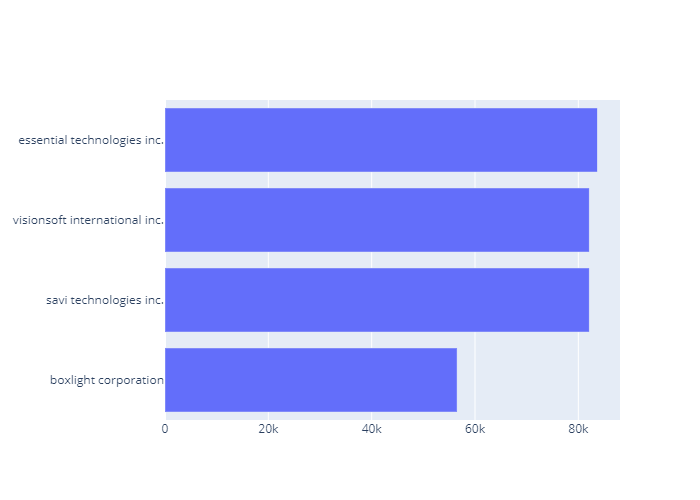 essential technologies inc.
visionsoft international inc.
savi technologies inc.
boxlight corporation
0 20k 40k 60k 80k